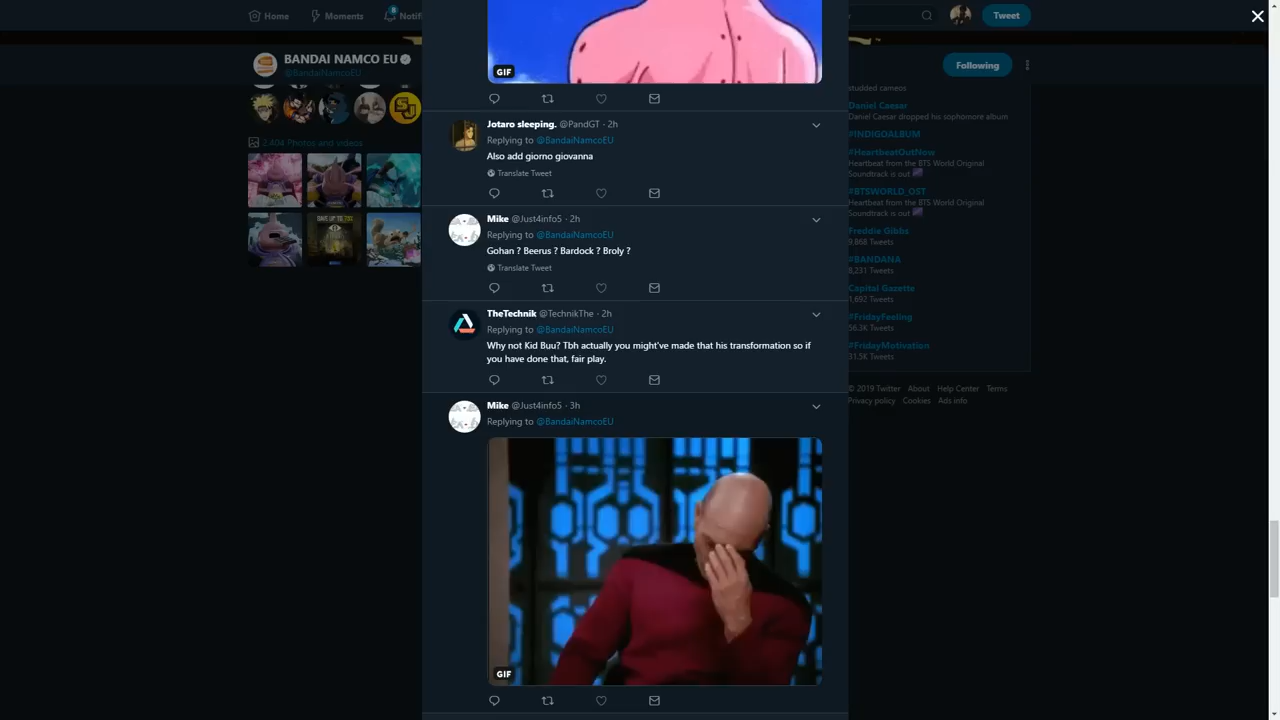 Home
Moments
8
Notifi
Tweet
BANDAI NAMCO EU
@BandaiNamcoEU
Following
2,404 Photos and videos
SAVE UP TO 75%
GIF
Jotaro sleeping. @PandGT · 2h
Replying to @BandaiNamcoEU
Also add giorno giovanna
Translate Tweet
Mike @Just4info5 · 2h
Replying to @BandaiNamcoEU
Gohan ? Beerus ? Bardock ? Broly ?
Translate Tweet
TheTechnik @TechnikThe · 2h
Replying to @BandaiNamcoEU
Why not Kid Buu? Tbh actually you might've made that his transformation so if
you have done that, fair play.
Mike @Just4info5 · 3h
Replying to @BandaiNamcoEU
GIF
studded cameos
Daniel Caesar
Daniel Caesar dropped his sophomore album
#INDIGOALBUM
#HeartbeatOutNow
Heartbeat from the BTS World Original
Soundtrack is out
#BTSWORLD_OST
Heartbeat from the BTS World Original
Soundtrack is out
Freddie Gibbs
9,868 Tweets
#BANDANA
8,231 Tweets
Capital Gazette
1,692 Tweets
#FridayFeeling
56.3K Tweets
#FridayMotivation
31.5K Tweets
© 2019 Twitter About Help Center Terms
Privacy policy Cookies Ads info